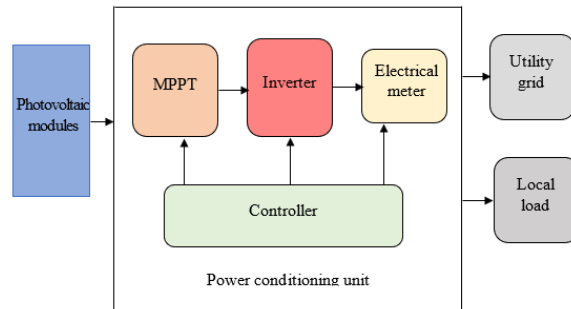 Photovoltaic
modules
MPPT
Inverter
Electrical
meter
Utility
grid
Controller
Local
load
Power conditioning unit